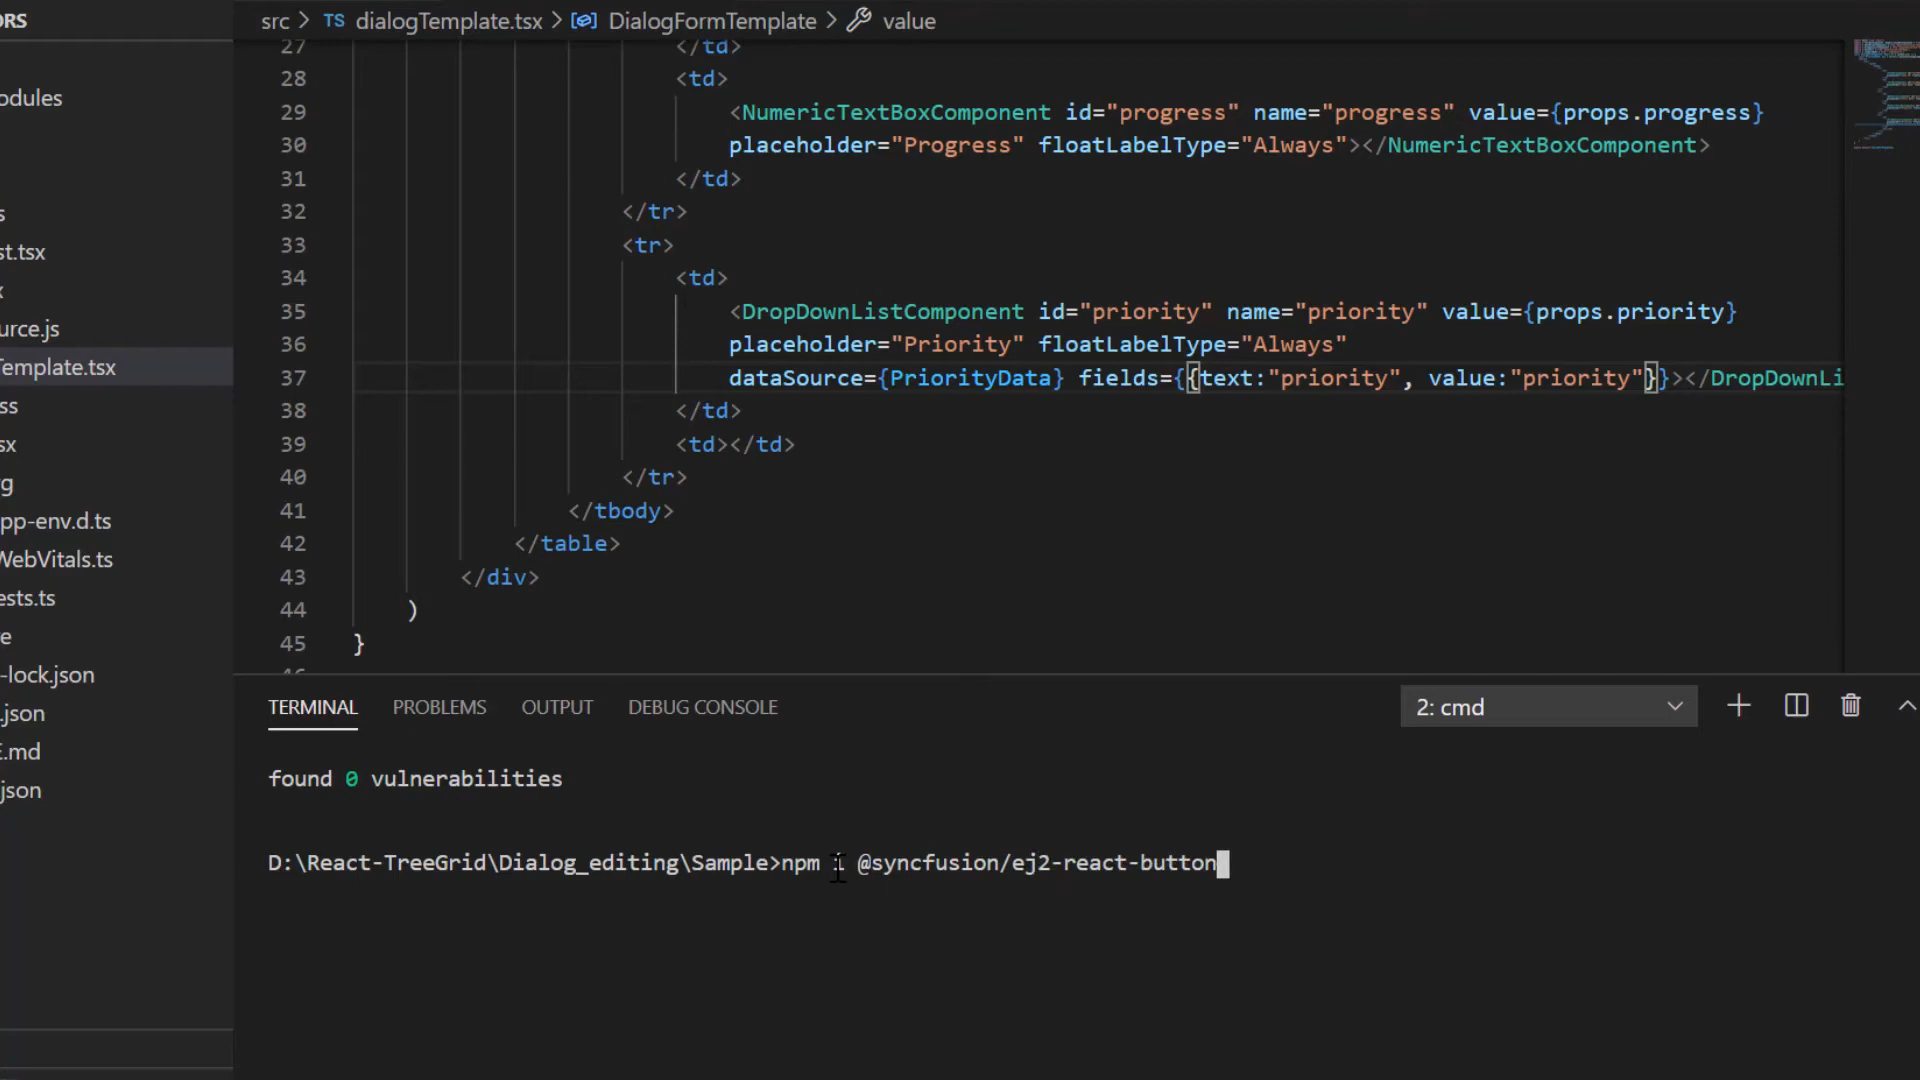 ORS
src > TS dialogTemplate.tsx > DialogFormTemplate > value
odules
s
st.tsx
x
urce.js
Template.tsx
ss
sx
g
pp-env.d.ts
WebVitals.ts
ests.ts
e
-lock.json
.json
E.md
json
27 </td>
28 <td>
29 <NumericTextBoxComponent id="progress" name="progress" value={props.progress}
30 placeholder="Progress" floatLabelType="Always"></NumericTextBoxComponent>
31 </td>
32 </tr>
33 <tr>
34 <td>
35 <DropDownListComponent id="priority" name="priority" value={props.priority}
36 placeholder="Priority" floatLabelType="Always"
37 dataSource={PriorityData} fields={{text:"priority", value:"priority"}}></DropDownLi
38 </td>
39 <td></td>
40 </tr>
41 </tbody>
42 </table>
43 </div>
44 )
45 }
TERMINAL PROBLEMS OUTPUT DEBUG CONSOLE 2: cmd
found 0 vulnerabilities
D:\React-TreeGrid\Dialog_editing\Sample>npm i @syncfusion/ej2-react-button